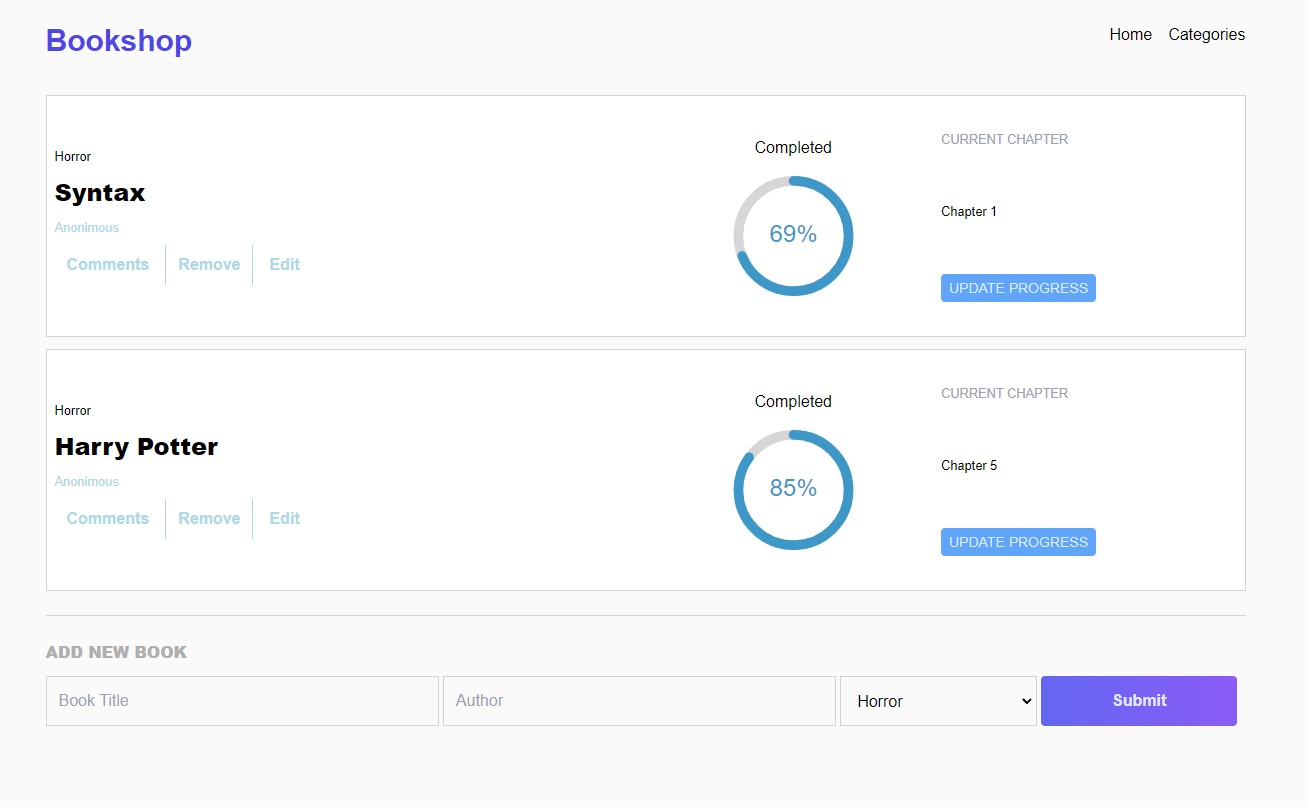 Bookshop
Home Categories
Horror
Syntax
Anonimous
Comments Remove Edit
Completed
69%
CURRENT CHAPTER
Chapter 1
UPDATE PROGRESS
Horror
Harry Potter
Anonimous
Comments Remove Edit
Completed
85%
CURRENT CHAPTER
Chapter 5
UPDATE PROGRESS
ADD NEW BOOK
Book Title Author Horror Submit